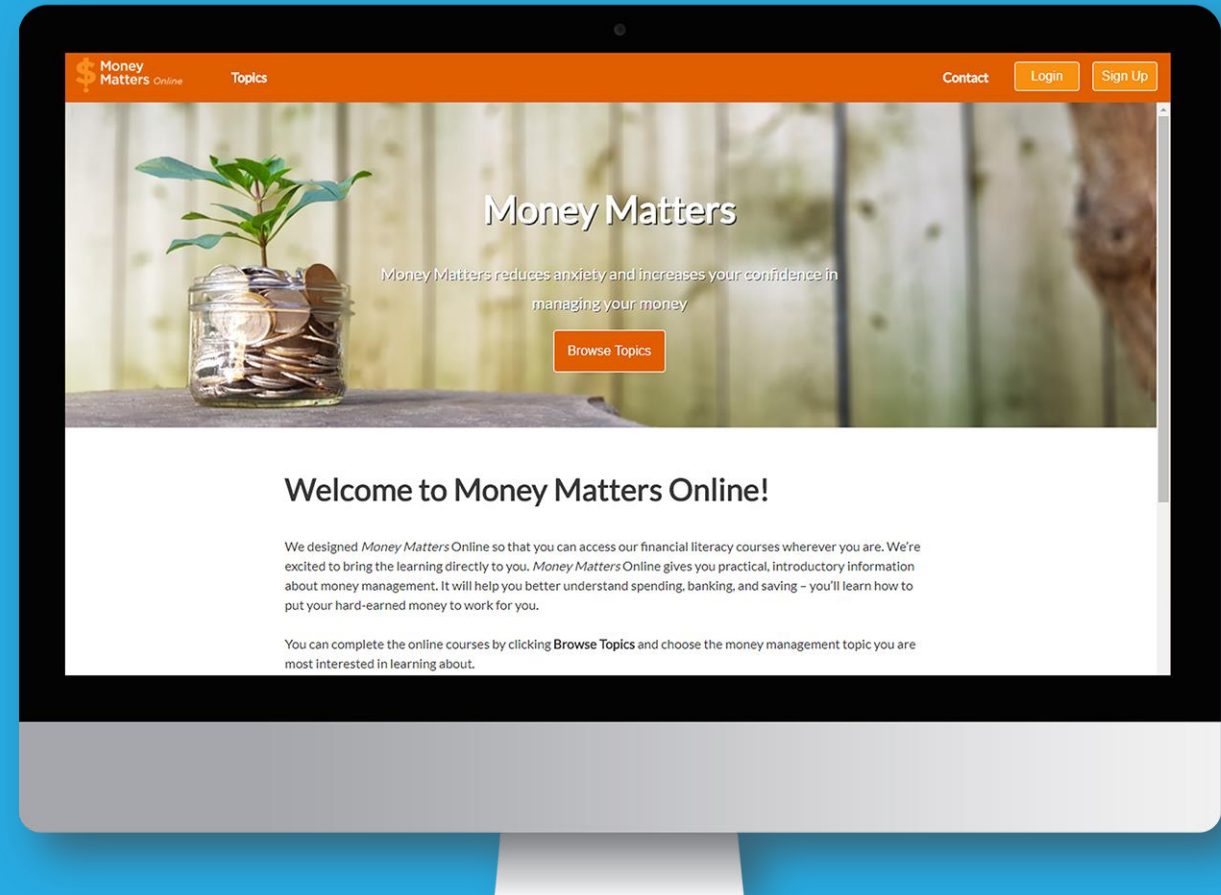 Money
Matters Online
Topics
Contact
Login
Sign Up
Money Matters
Money Matters reduces anxiety and increases your confidence in
managing your money
Browse Topics
Welcome to Money Matters Online!
We designed Money Matters Online so that you can access our financial literacy courses wherever you are. We’re
excited to bring the learning directly to you. Money Matters Online gives you practical, introductory information
about money management. It will help you better understand spending, banking, and saving – you’ll learn how to
put your hard-earned money to work for you.
You can complete the online courses by clicking Browse Topics and choose the money management topic you are
most interested in learning about.